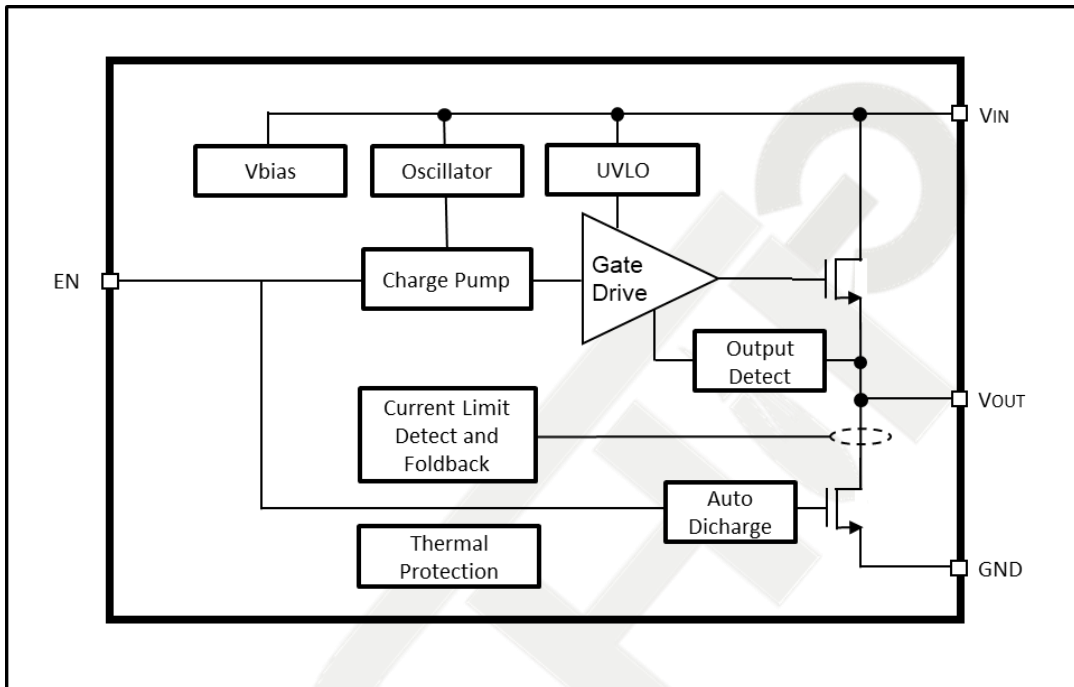 VIN
Vbias
Oscillator
UVLO
EN
Charge Pump
Gate
Drive
Output
Detect
Current Limit
Detect and
Foldback
VOUT
Auto
Dicharge
Thermal
Protection
GND